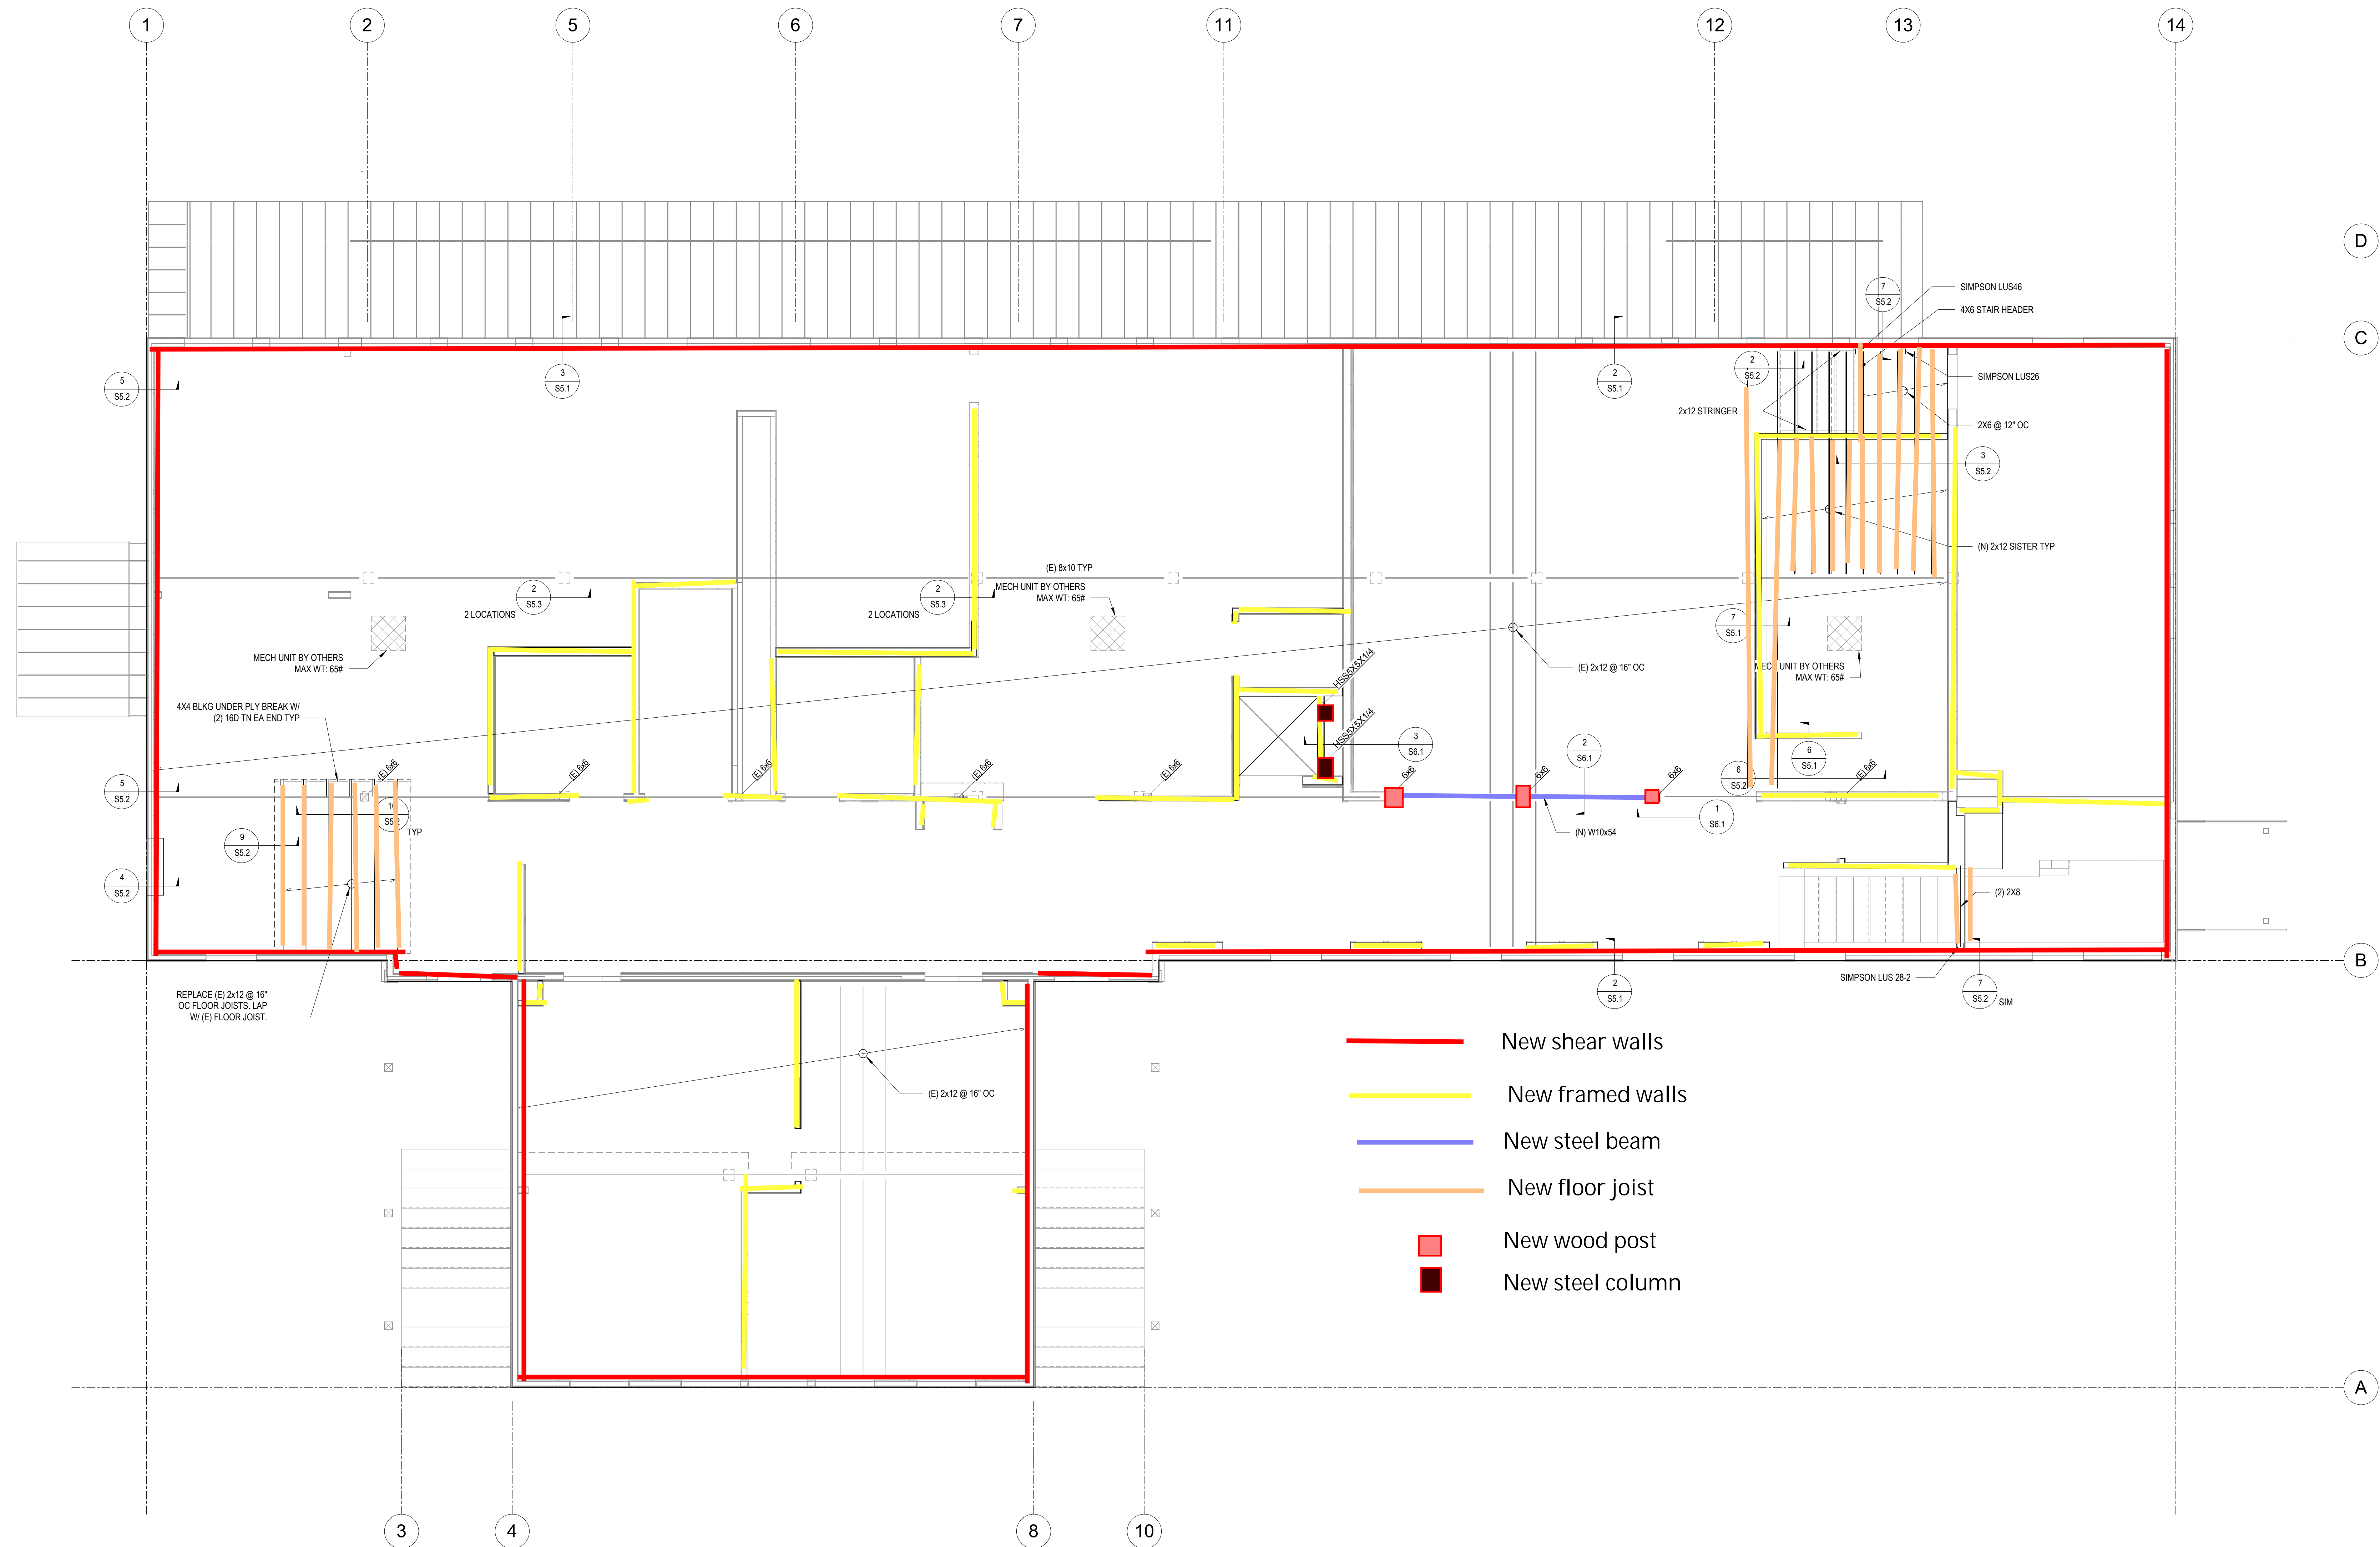 1
2
5
6
7
11
12
13
14
D
7
S5.2
SIMPSON LUS46
4X6 STAIR HEADER
C
5
S5.2
3
S5.1
2
S5.1
2
S5.2
SIMPSON LUS26
2x12 STRINGER
2X6 @ 12" OC
3
S5.2
(N) 2x12 SISTER TYP
(E) 8x10 TYP
2
S5.3
2 LOCATIONS
2
S5.3
2 LOCATIONS
MECH UNIT BY OTHERS
MAX WT: 65#
7
S5.1
MECH UNIT BY OTHERS
MAX WT: 65#
(E) 2x12 @ 16" OC
MECH UNIT BY OTHERS
MAX WT: 65#
HSS5X5X1/4
HSS5X5X1/4
4X4 BLKG UNDER PLY BREAK W/
(2) 16D TN EA END TYP
3
S6.1
2
S6.1
6
S5.1
5
S5.2
(E) 6x6
(E) 6x6
(E) 6x6
(E) 6x6
(E) 6x6
6x6
6x6
6x6
6
S5.2
(E) 6x6
10
S5.2
TYP
9
S5.2
(N) W10x54
1
S6.1
4
S5.2
(2) 2X8
B
SIMPSON LUS 28-2
2
S5.1
7
S5.2
SIM
REPLACE (E) 2x12 @ 16"
OC FLOOR JOISTS. LAP
W/ (E) FLOOR JOIST.
(E) 2x12 @ 16" OC
New shear walls
New framed walls
New steel beam
New floor joist
New wood post
New steel column
A
3
4
8
10